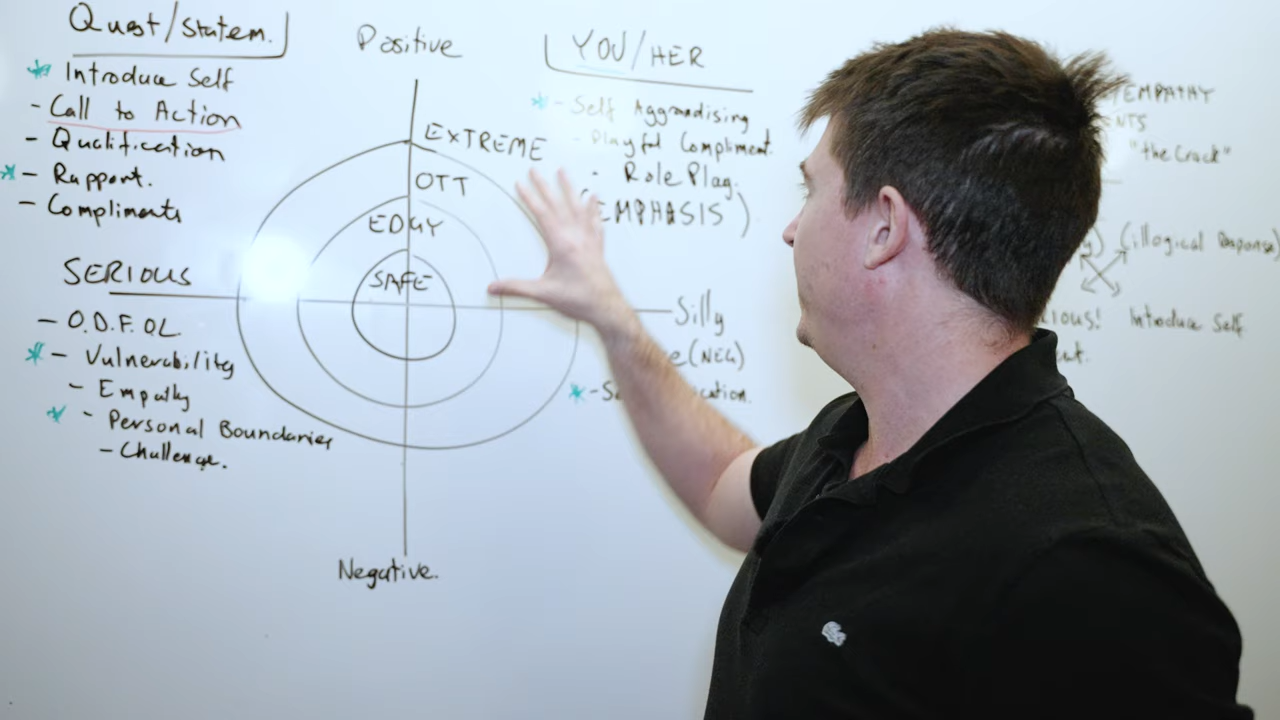 Quest/Statem.
Introduce Self
- Call to Action
- Qualification
- Rapport.
- Compliments
SERIOUS
- O.D.F.OL
- Vulnerability
- Empathy
- Personal Boundaries
- Challenge.
Positive
EXTREME
OTT
EDGY
SAFE
Negative.
YOU/HER
- Self Aggrandising
- Playful Compliment.
- Role Play.
EMPHASIS)
Silly
(NEG)
/EMPATHY
"the Crack"
(illogical Response)
Introduce Self.